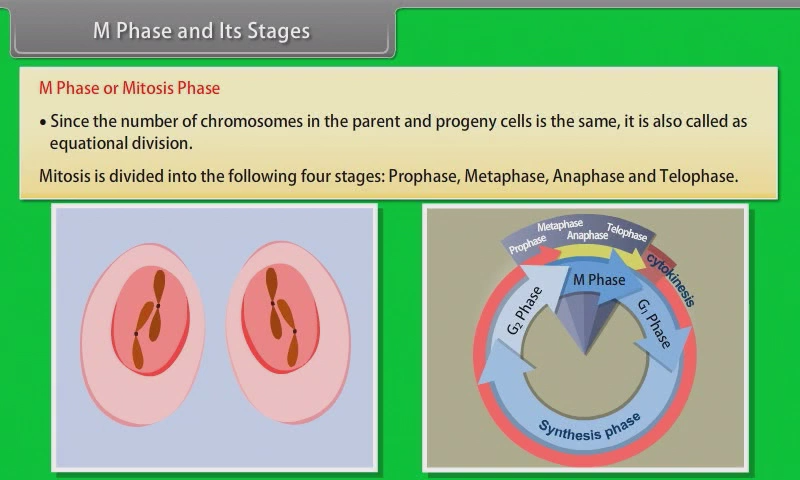 M Phase and Its Stages
M Phase or Mitosis Phase
• Since the number of chromosomes in the parent and progeny cells is the same, it is also called as
equational division.
Mitosis is divided into the following four stages: Prophase, Metaphase, Anaphase and Telophase.
Prophase
Metaphase
Anaphase
Telophase
cytokinesis
M Phase
G₂ Phase
G₁ Phase
Synthesis phase